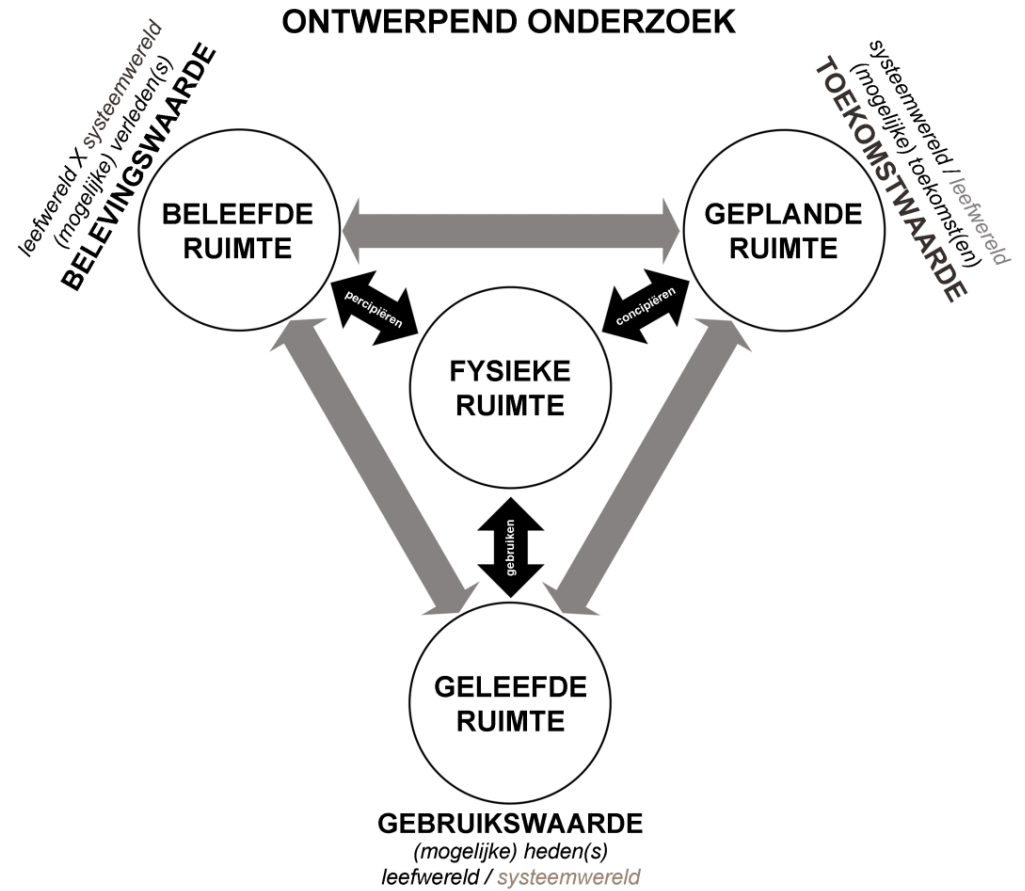 ONTWERPEND ONDERZOEK
leefwereld X systeemwereld
(mogelijke) verleden(s)
BELEVINGSWAARDE
systeemwereld / leefwereld
(mogelijke) toekomst(en)
TOEKOMSTWAARDE
BELEEFDE
RUIMTE
GEPLANDE
RUIMTE
percipiëren
concipiëren
FYSIEKE
RUIMTE
gebruiken
GELEEFDE
RUIMTE
GEBRUIKSWAARDE
(mogelijke) heden(s)
leefwereld / systeemwereld